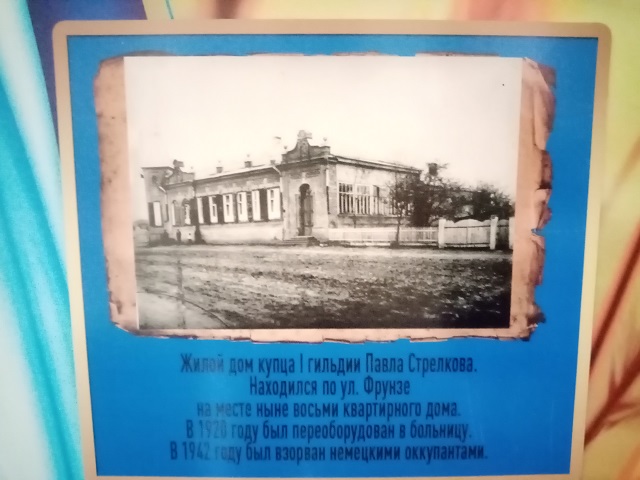 Жилой дом купца I гильдии Павла Стрелкова.
Находился по ул. Фрунзе
на месте ныне восьми квартирного дома.
В 1920 году был переоборудован в больницу.
В 1942 году был взорван немецкими оккупантами.